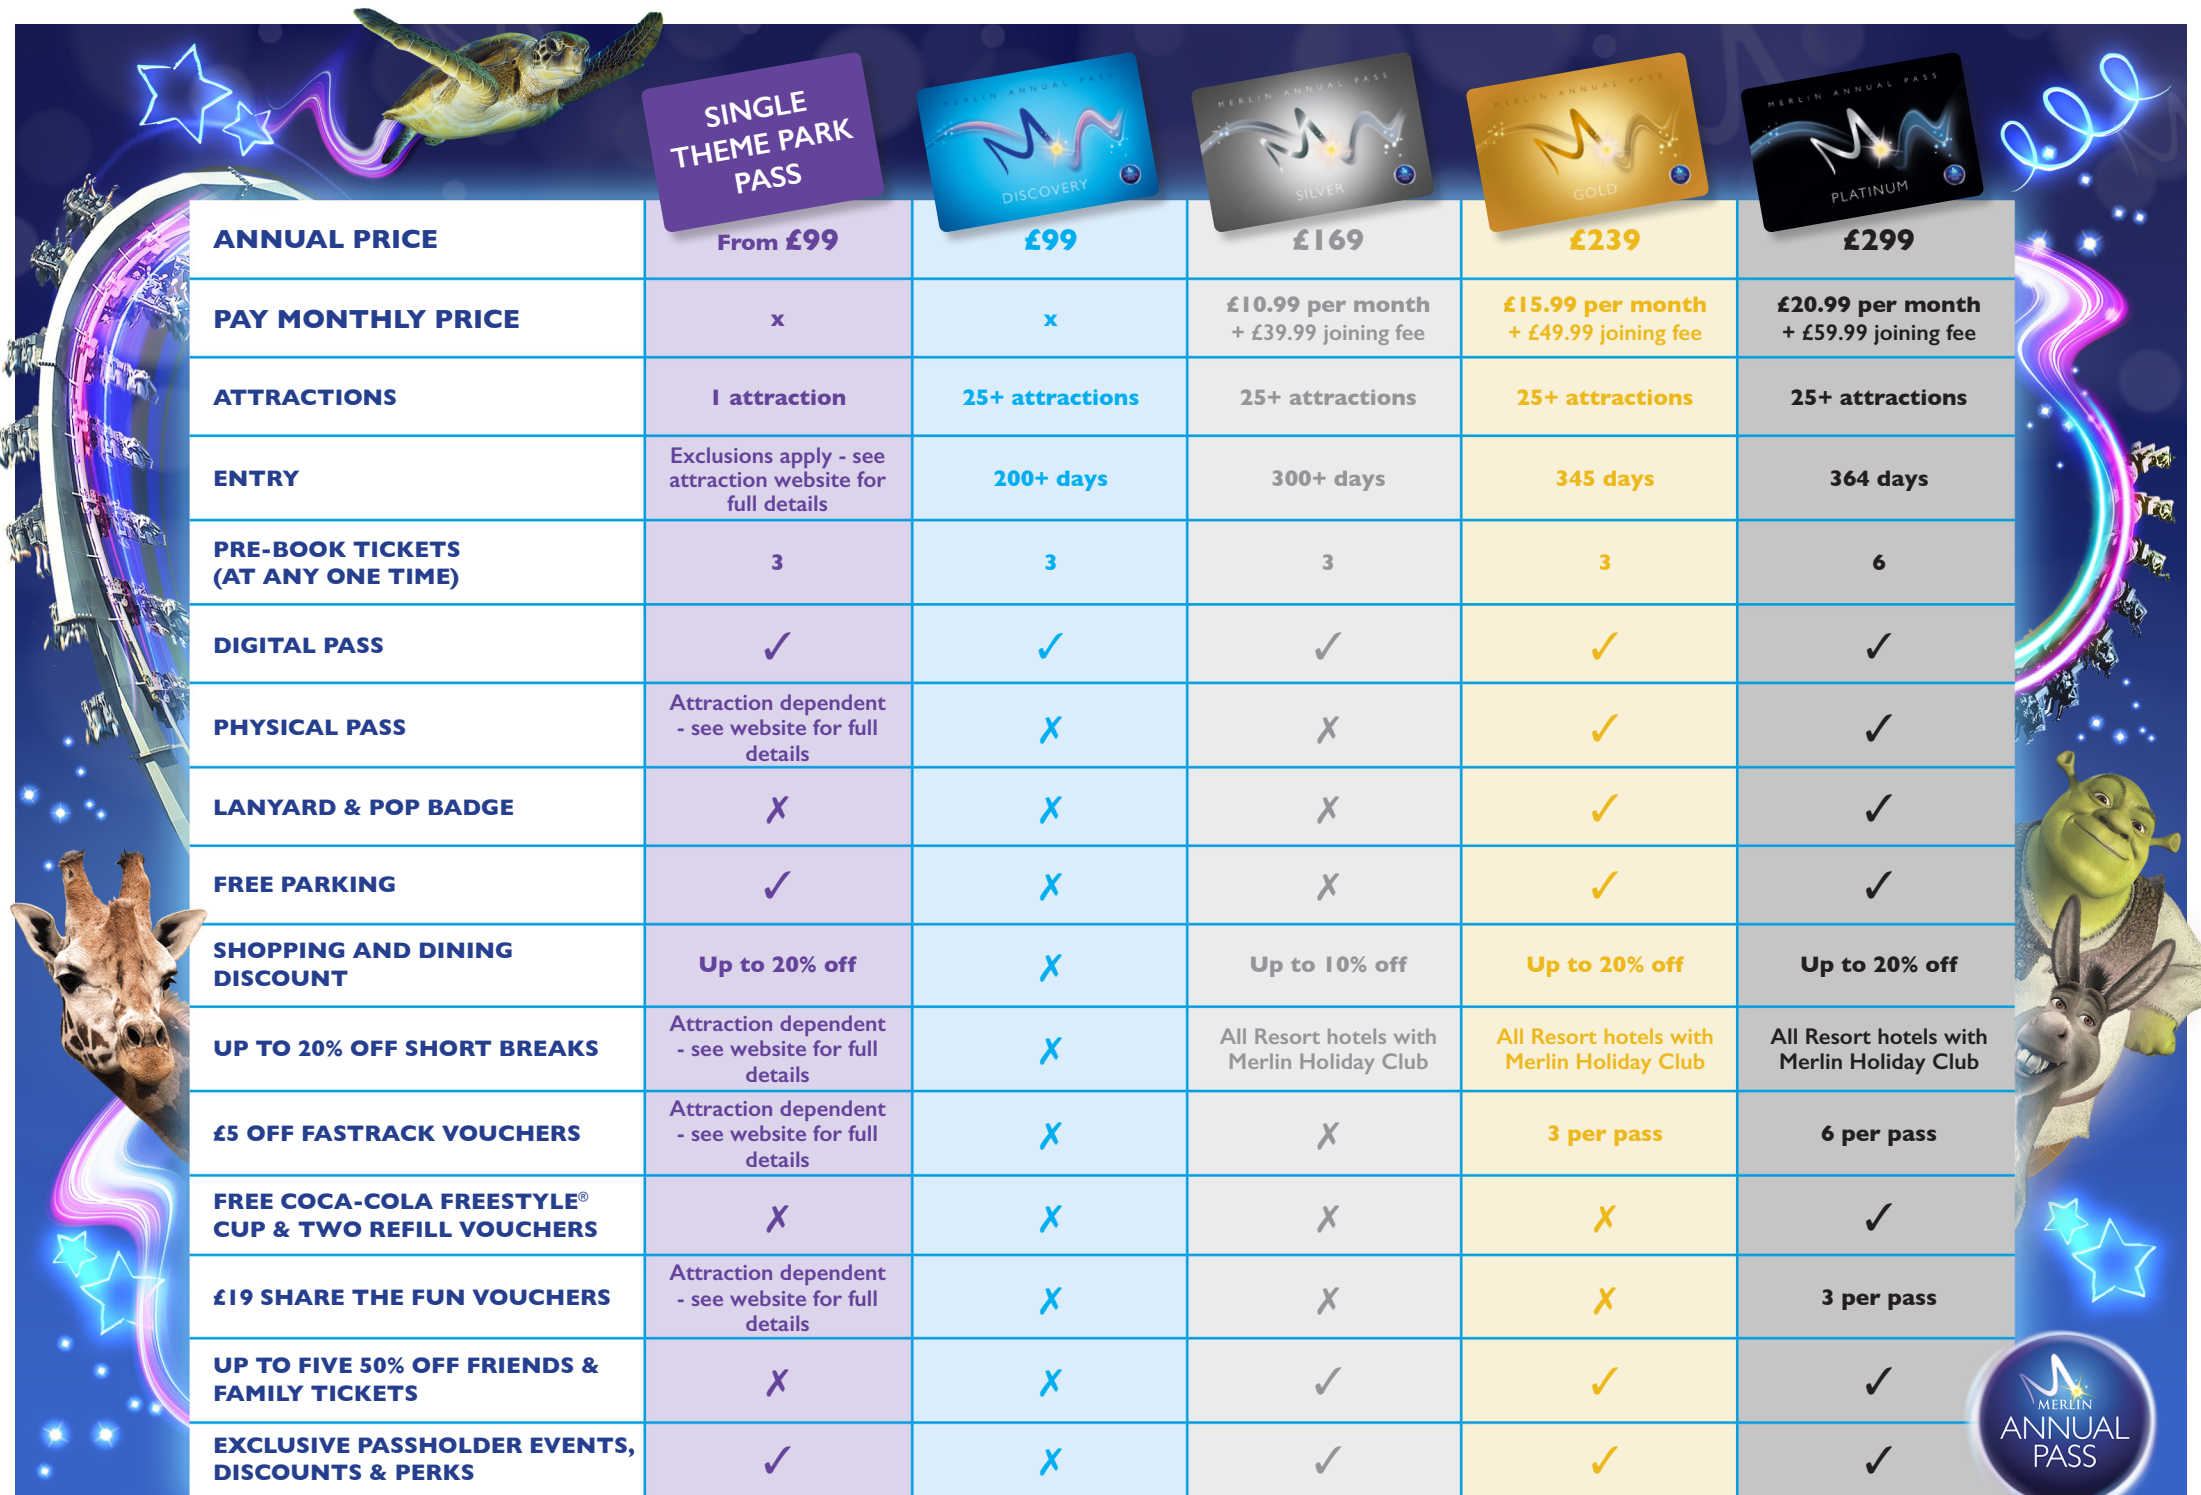 SINGLE
THEME PARK
PASS
MERLIN ANNUAL PASS
DISCOVERY
MERLIN ANNUAL PASS
SILVER
MERLIN ANNUAL PASS
GOLD
MERLIN ANNUAL PASS
PLATINUM
ANNUAL PRICE
From £99
£99
£169
£239
£299
PAY MONTHLY PRICE
x
x
£10.99 per month
+ £39.99 joining fee
£15.99 per month
+ £49.99 joining fee
£20.99 per month
+ £59.99 joining fee
ATTRACTIONS
1 attraction
25+ attractions
25+ attractions
25+ attractions
25+ attractions
ENTRY
Exclusions apply - see
attraction website for
full details
200+ days
300+ days
345 days
364 days
PRE-BOOK TICKETS
(AT ANY ONE TIME)
3
3
3
3
6
DIGITAL PASS
✓
✓
✓
✓
✓
PHYSICAL PASS
Attraction dependent
- see website for full
details
✗
✗
✓
✓
LANYARD & POP BADGE
✗
✗
✗
✓
✓
FREE PARKING
✓
✗
✗
✓
✓
SHOPPING AND DINING
DISCOUNT
Up to 20% off
✗
Up to 10% off
Up to 20% off
Up to 20% off
UP TO 20% OFF SHORT BREAKS
Attraction dependent
- see website for full
details
✗
All Resort hotels with
Merlin Holiday Club
All Resort hotels with
Merlin Holiday Club
All Resort hotels with
Merlin Holiday Club
£5 OFF FASTRACK VOUCHERS
Attraction dependent
- see website for full
details
✗
✗
3 per pass
6 per pass
FREE COCA-COLA FREESTYLE®
CUP & TWO REFILL VOUCHERS
✗
✗
✗
✗
✓
£19 SHARE THE FUN VOUCHERS
Attraction dependent
- see website for full
details
✗
✗
✗
3 per pass
UP TO FIVE 50% OFF FRIENDS &
FAMILY TICKETS
✗
✗
✓
✓
✓
EXCLUSIVE PASSHOLDER EVENTS,
DISCOUNTS & PERKS
✓
✗
✓
✓
✓
MERLIN
ANNUAL
PASS